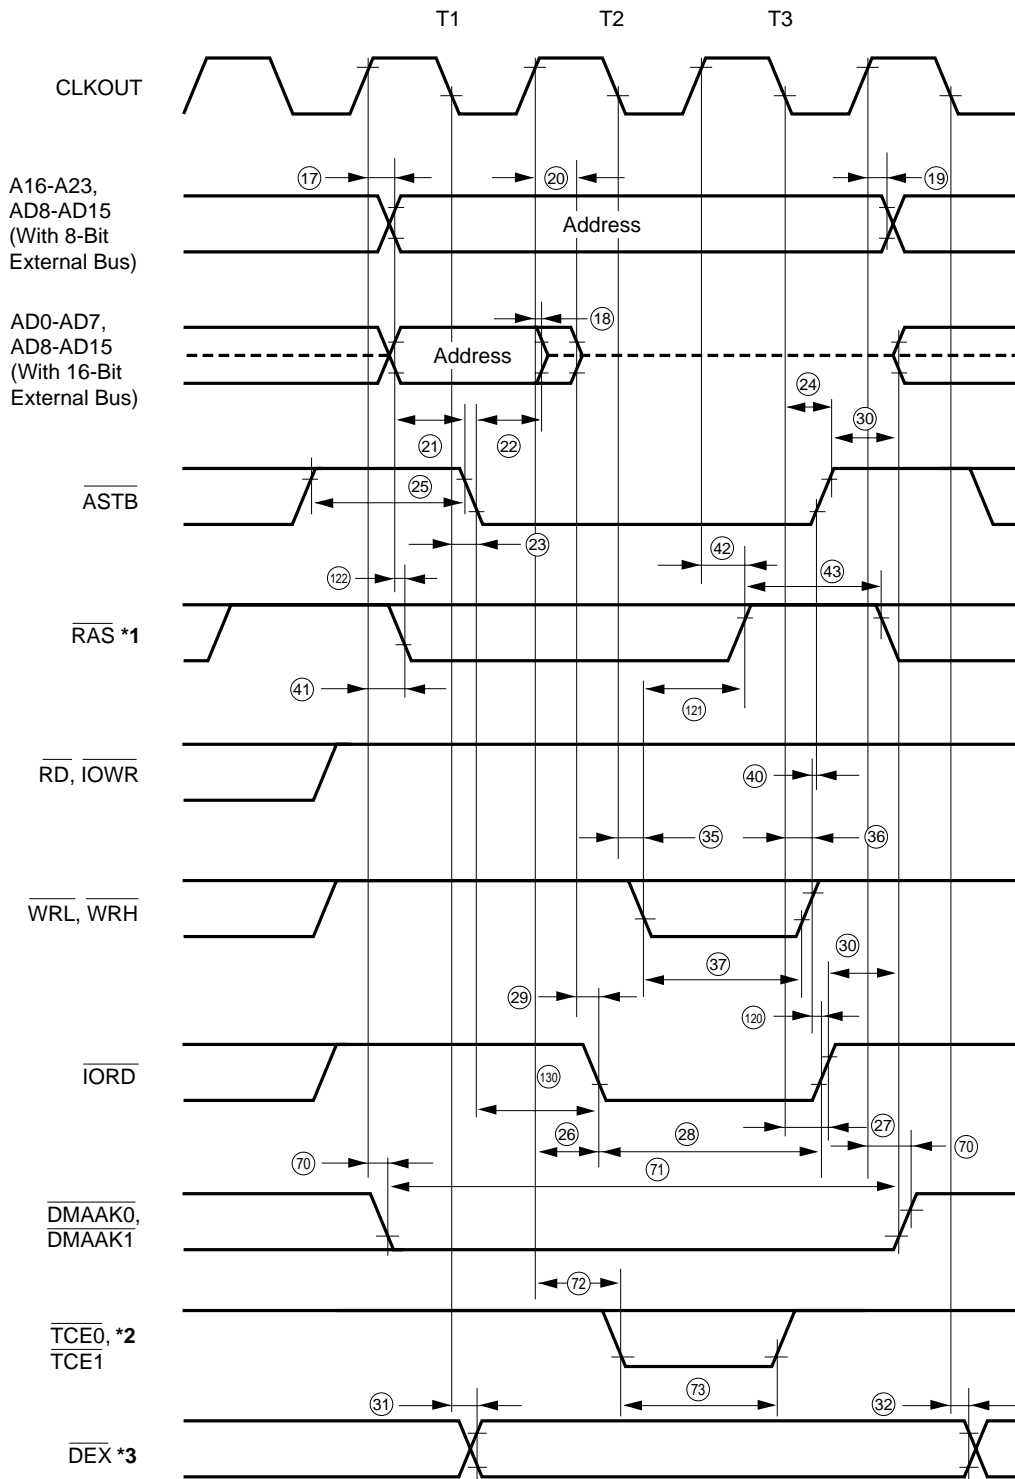 T1 T2 T3
CLKOUT
A16-A23,
AD8-AD15
(With 8-Bit
External Bus)
17 20 19
Address
AD0-AD7,
AD8-AD15
(With 16-Bit
External Bus)
18
Address
24
30
21 22
ASTB
25
23 42
122 43
RAS *1
41 121
RD, IOWR
40
35 36
WRL, WRH
30
37
29
120
IORD
130
26 28 27
70 71 70
DMAAK0,
DMAAK1
72
TCE0, *2
TCE1
73
31 32
DEX *3